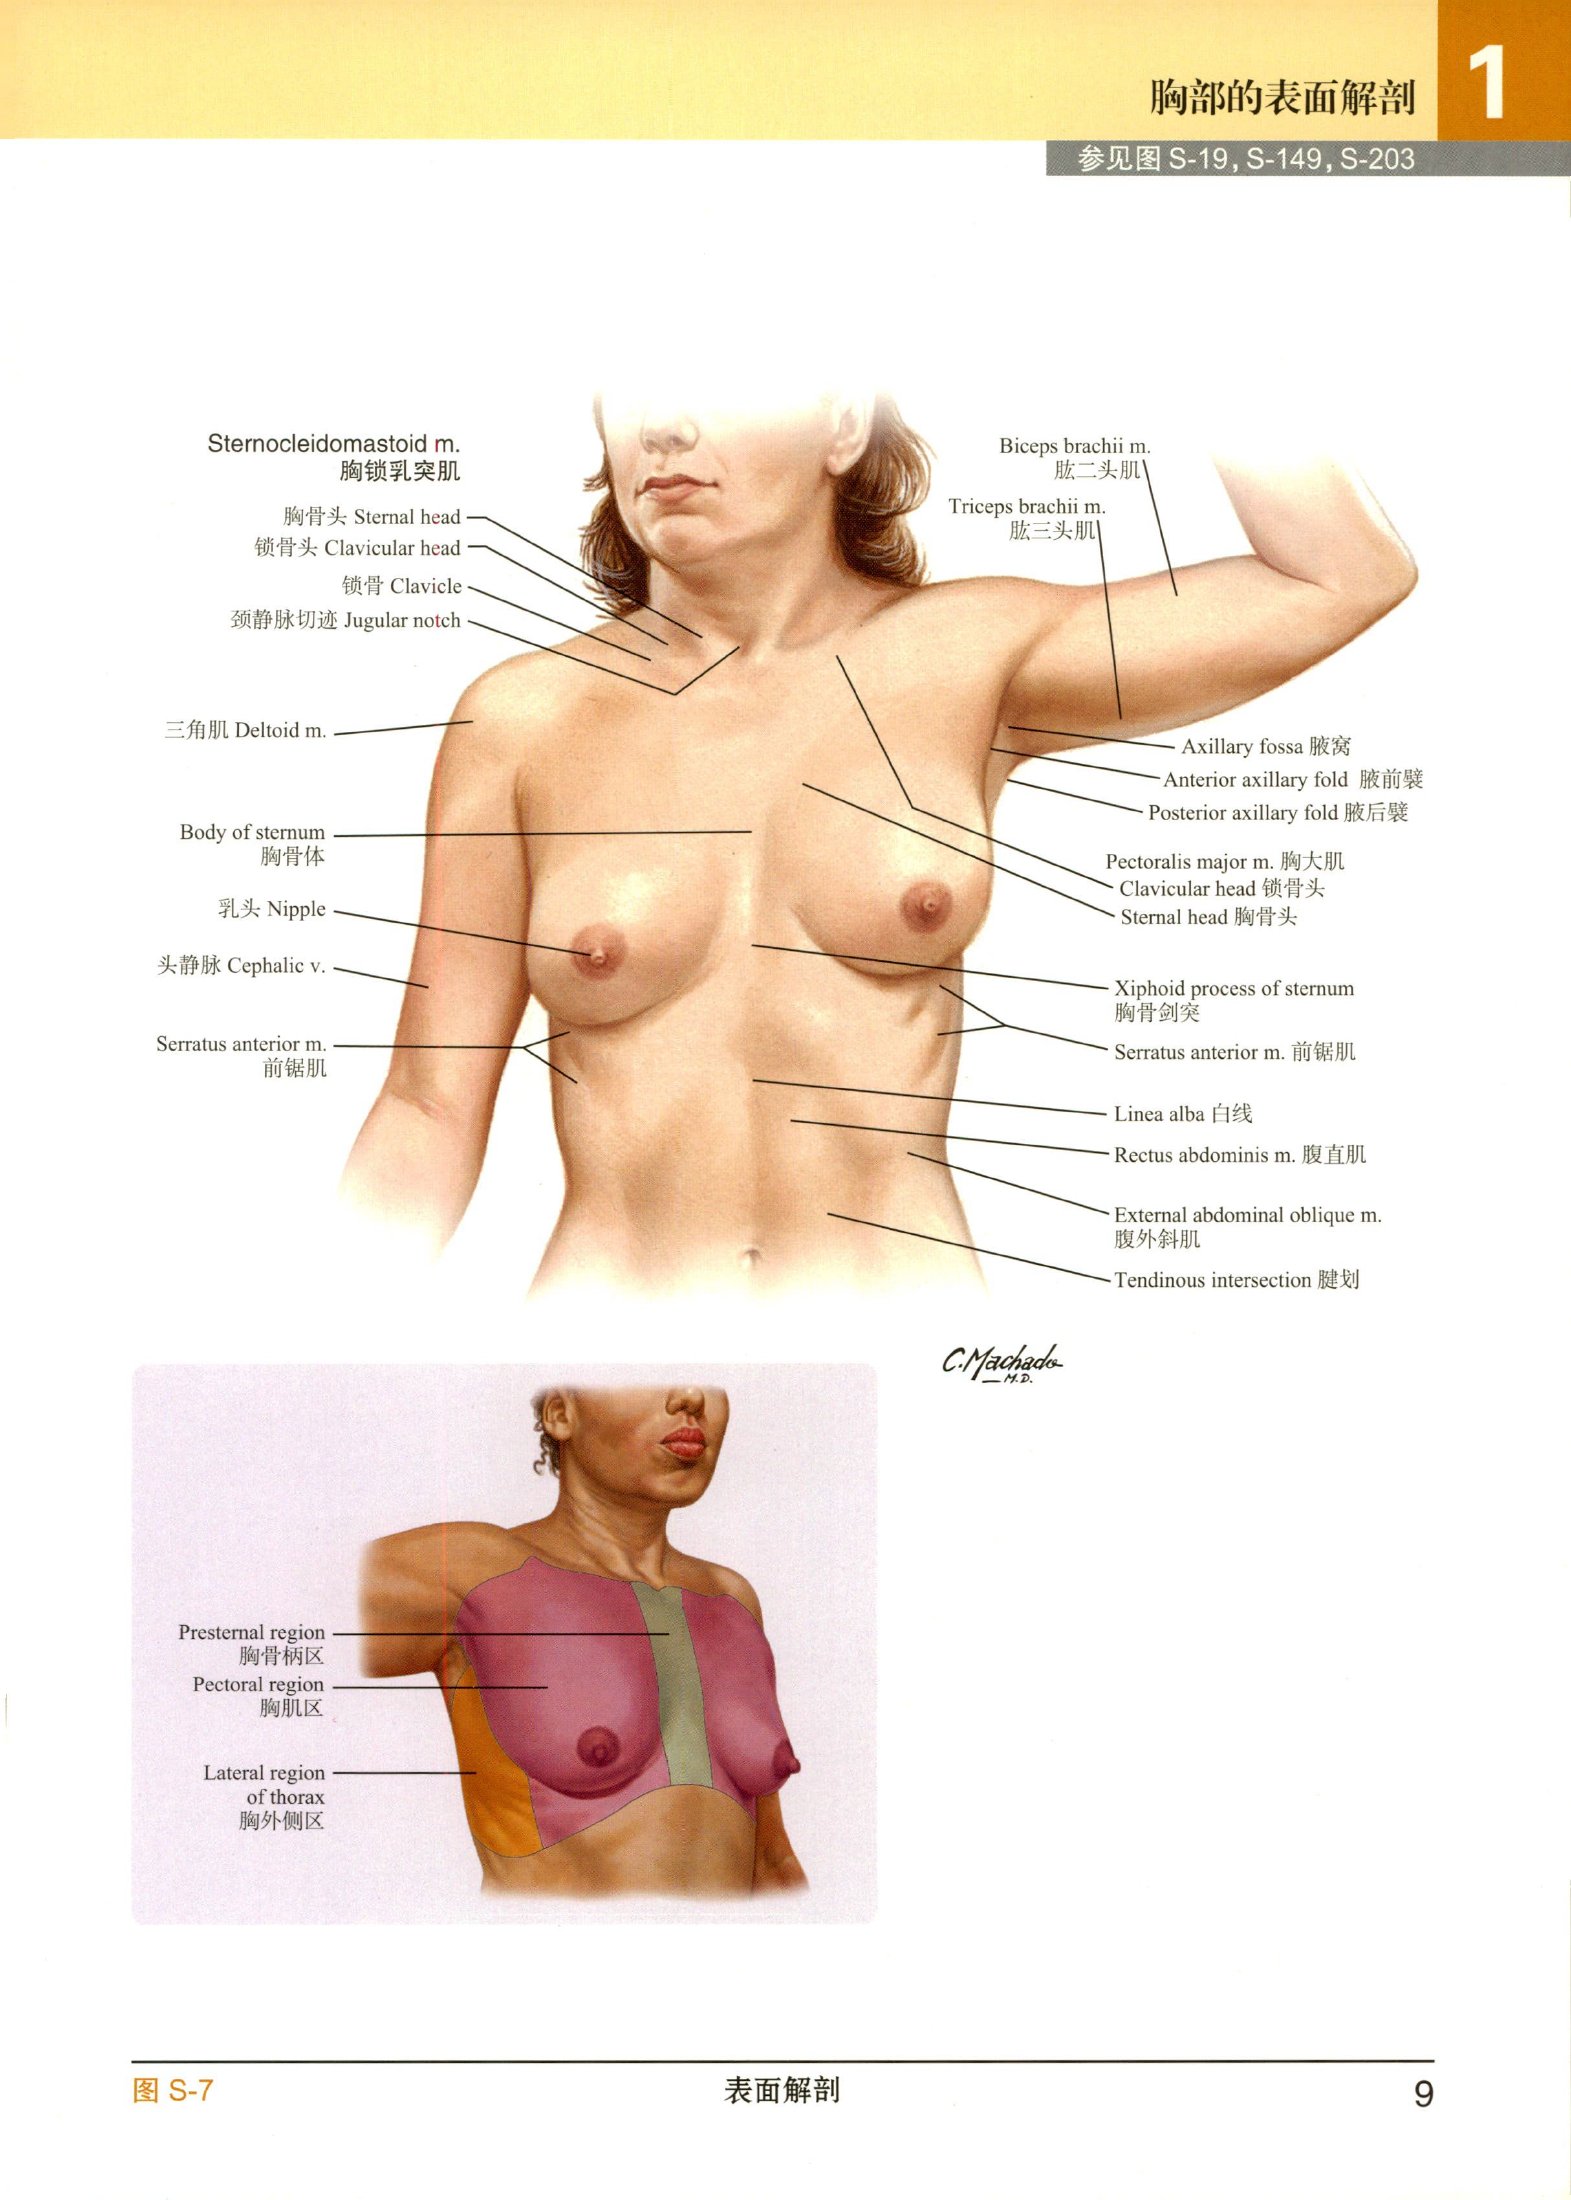 胸部的表面解剖
1
参见图 S-19, S-149, S-203
Sternocleidomastoid m.
胸锁乳突肌
胸骨头 Sternal head
锁骨头 Clavicular head
锁骨 Clavicle
颈静脉切迹 Jugular notch
三角肌 Deltoid m.
Body of sternum
胸骨体
乳头 Nipple
头静脉 Cephalic v.
Serratus anterior m.
前锯肌
Biceps brachii m.
肱二头肌
Triceps brachii m.
肱三头肌
Axillary fossa 腋窝
Anterior axillary fold 腋前襞
Posterior axillary fold 腋后襞
Pectoralis major m. 胸大肌
Clavicular head 锁骨头
Sternal head 胸骨头
Xiphoid process of sternum
胸骨剑突
Serratus anterior m. 前锯肌
Linea alba 白线
Rectus abdominis m. 腹直肌
External abdominal oblique m.
腹外斜肌
Tendinous intersection 腱划
C.Machado
M.D.
Presternal region
胸骨柄区
Pectoral region
胸肌区
Lateral region
of thorax
胸外侧区
图 S-7
表面解剖
9